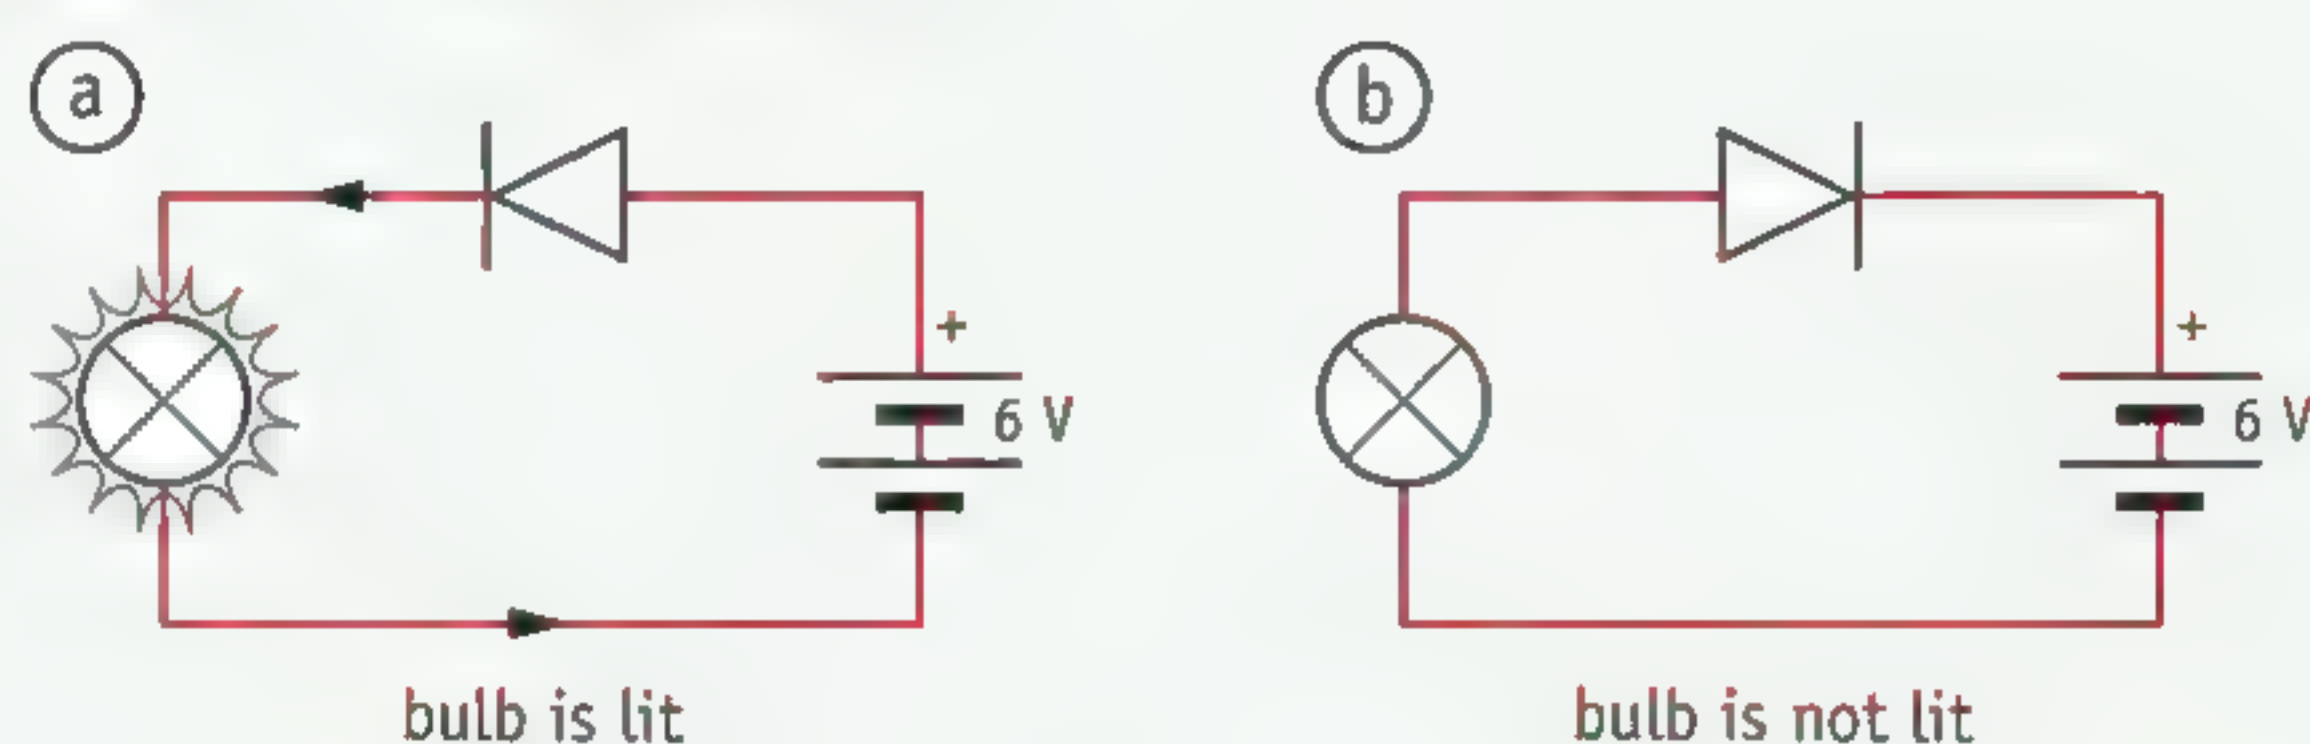 a
b
+
6 V
+
6 V
bulb is lit
bulb is not lit